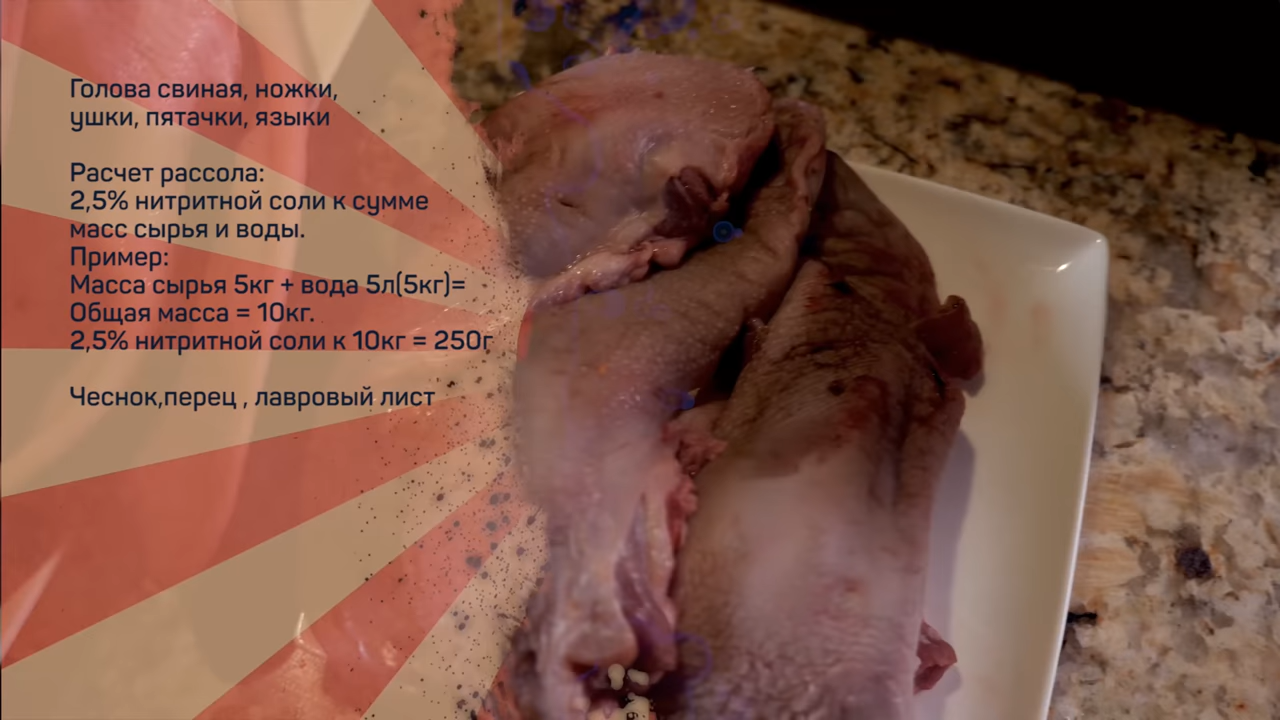 Голова свиная, ножки,
ушки, пятачки, языки
Расчет рассола:
2,5% нитритной соли к сумме
масс сырья и воды.
Пример:
Масса сырья 5кг + вода 5л(5кг)=
Общая масса = 10кг.
2,5% нитритной соли к 10кг = 250г
Чеснок,перец , лавровый лист